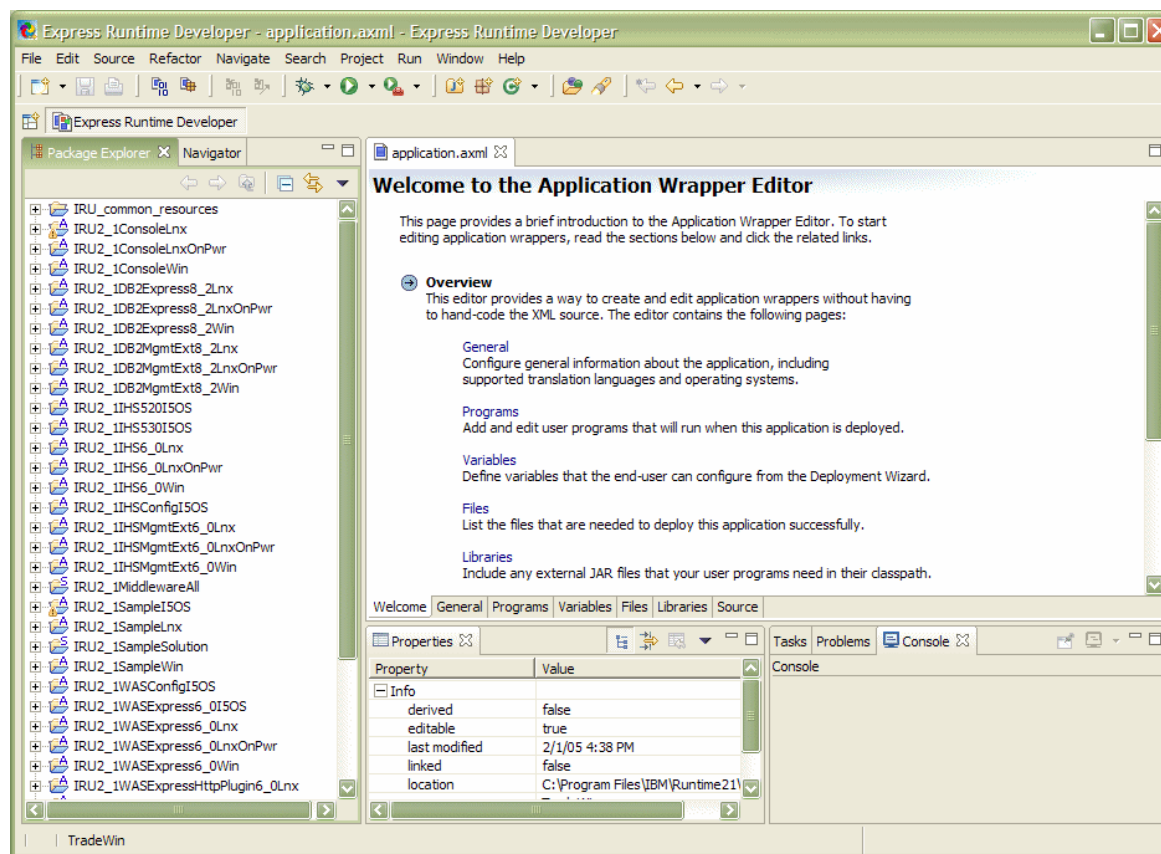 Express Runtime Developer - application.axml - Express Runtime Developer
File Edit Source Refactor Navigate Search Project Run Window Help
Express Runtime Developer
Package Explorer Navigator
IRU_common_resources
IRU2_1ConsoleLnx
IRU2_1ConsoleLnxOnPwr
IRU2_1ConsoleWin
IRU2_1DB2Express8_2Lnx
IRU2_1DB2Express8_2LnxOnPwr
IRU2_1DB2Express8_2Win
IRU2_1DB2MgmtExt8_2Lnx
IRU2_1DB2MgmtExt8_2LnxOnPwr
IRU2_1DB2MgmtExt8_2Win
IRU2_1IHS520I5OS
IRU2_1IHS530I5OS
IRU2_1IHS6_0Lnx
IRU2_1IHS6_0LnxOnPwr
IRU2_1IHS6_0Win
IRU2_1IHSConfigI5OS
IRU2_1IHSMgmtExt6_0Lnx
IRU2_1IHSMgmtExt6_0LnxOnPwr
IRU2_1IHSMgmtExt6_0Win
IRU2_1MiddlewareAll
IRU2_1SampleI5OS
IRU2_1SampleLnx
IRU2_1SampleSolution
IRU2_1SampleWin
IRU2_1WASConfigI5OS
IRU2_1WASExpress6_0I5OS
IRU2_1WASExpress6_0Lnx
IRU2_1WASExpress6_0LnxOnPwr
IRU2_1WASExpress6_0Win
IRU2_1WASExpressHttpPlugin6_0Lnx
application.axml
Welcome to the Application Wrapper Editor
This page provides a brief introduction to the Application Wrapper Editor. To start
editing application wrappers, read the sections below and click the related links.
Overview
This editor provides a way to create and edit application wrappers without having
to hand-code the XML source. The editor contains the following pages:
General
Configure general information about the application, including
supported translation languages and operating systems.
Programs
Add and edit user programs that will run when this application is deployed.
Variables
Define variables that the end-user can configure from the Deployment Wizard.
Files
List the files that are needed to deploy this application successfully.
Libraries
Include any external JAR files that your user programs need in their classpath.
Welcome General Programs Variables Files Libraries Source
Properties
Property Value
Info
derived false
editable true
last modified 2/1/05 4:38 PM
linked false
location C:\Program Files\IBM\Runtime21\
Tasks Problems Console
Console
TradeWin